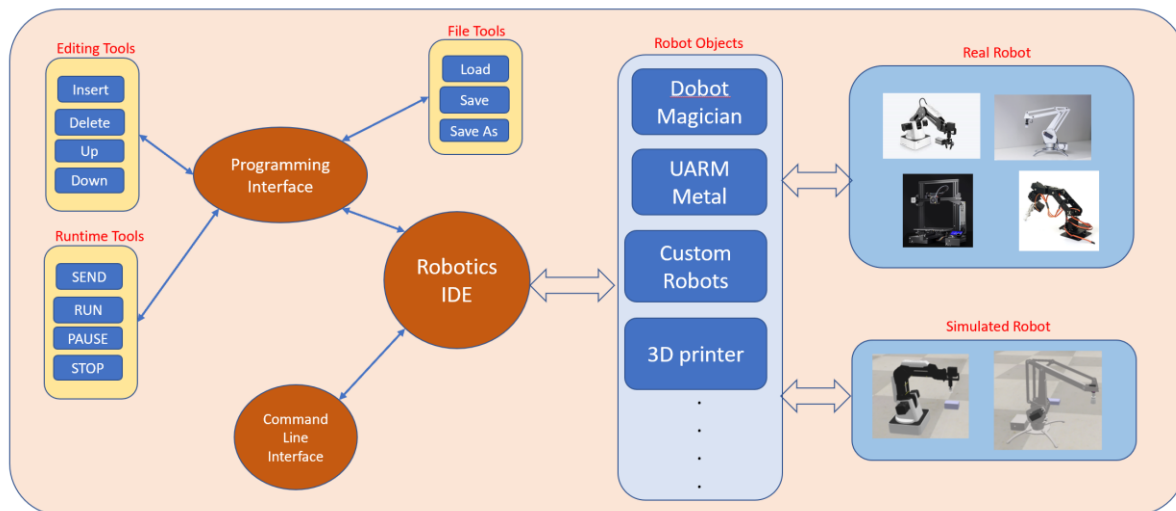 Editing Tools
Insert
Delete
Up
Down
File Tools
Load
Save
Save As
Programming
Interface
Runtime Tools
SEND
RUN
PAUSE
STOP
Robotics
IDE
Command
Line
Interface
Robot Objects
Dobot
Magician
UARM
Metal
Custom
Robots
3D printer
.
.
.
.
Real Robot
Simulated Robot